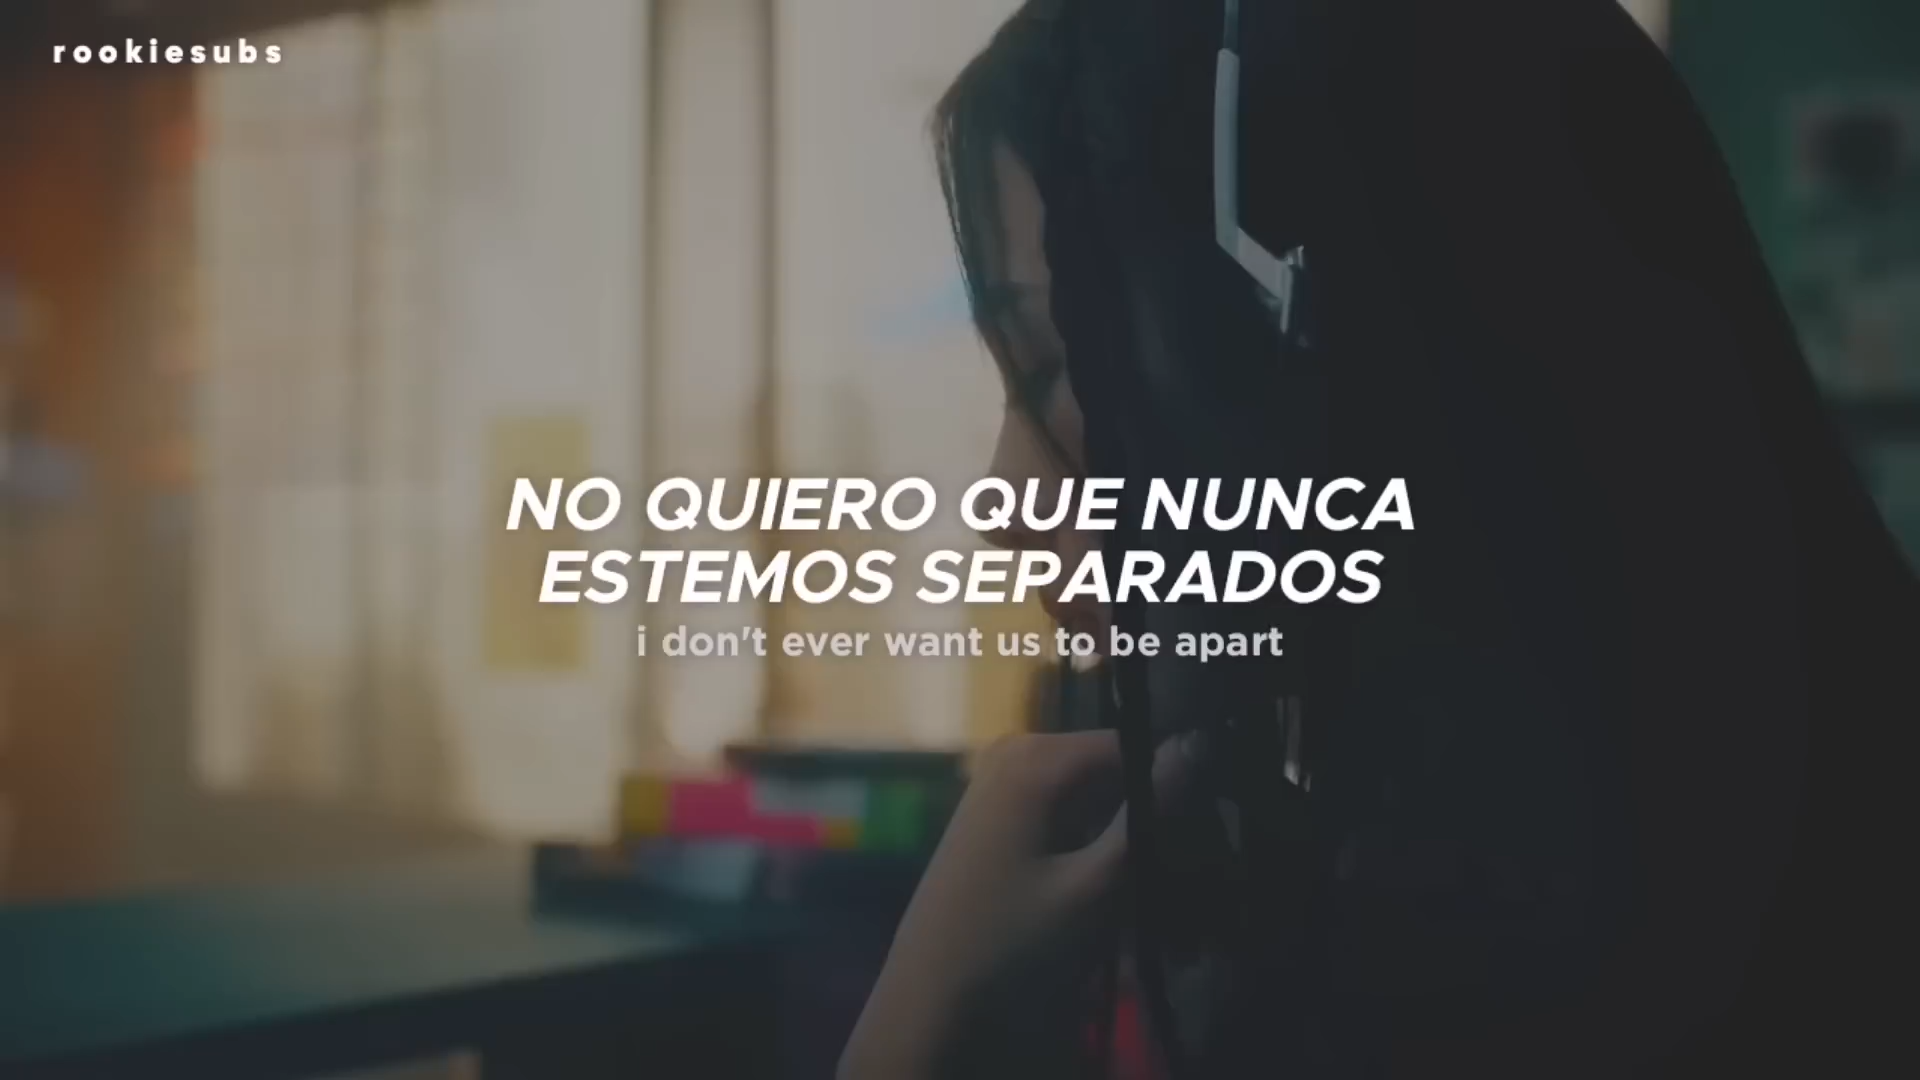 rookiesubs
NO QUIERO QUE NUNCA
ESTEMOS SEPARADOS
i don't ever want us to be apart